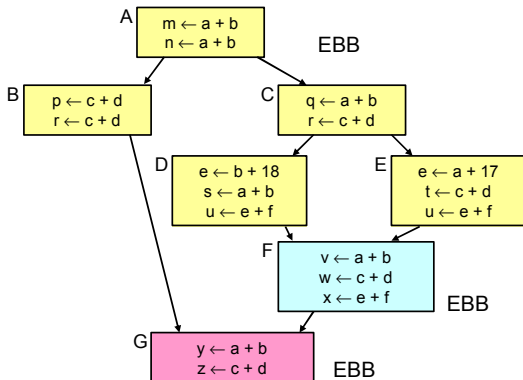 A
m ← a + b
n ← a + b
EBB
B
p ← c + d
r ← c + d
C
q ← a + b
r ← c + d
D
e ← b + 18
s ← a + b
u ← e + f
E
e ← a + 17
t ← c + d
u ← e + f
F
v ← a + b
w ← c + d
x ← e + f
EBB
G
y ← a + b
z ← c + d
EBB